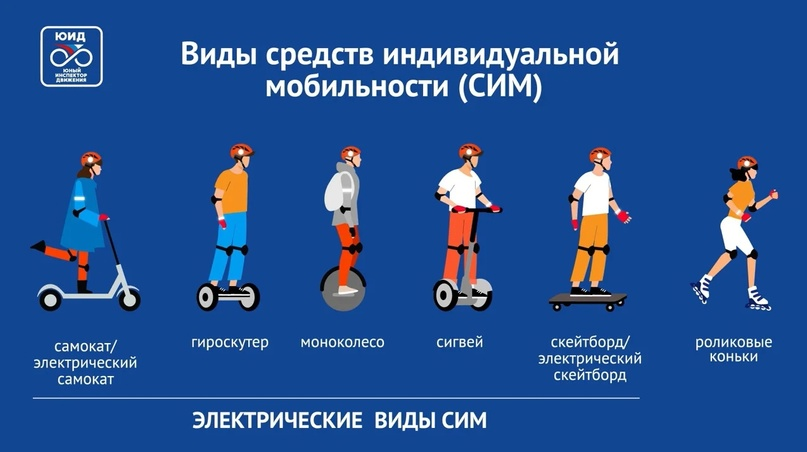 ЮИД
ЮНЫЙ
ИНСПЕКТОР
ДВИЖЕНИЯ
Виды средств индивидуальной
мобильности (СИМ)
самокат/
электрический
самокат
гироскутер
моноколесо
сигвей
скейтборд/
электрический
скейтборд
роликовые
коньки
ЭЛЕКТРИЧЕСКИЕ ВИДЫ СИМ